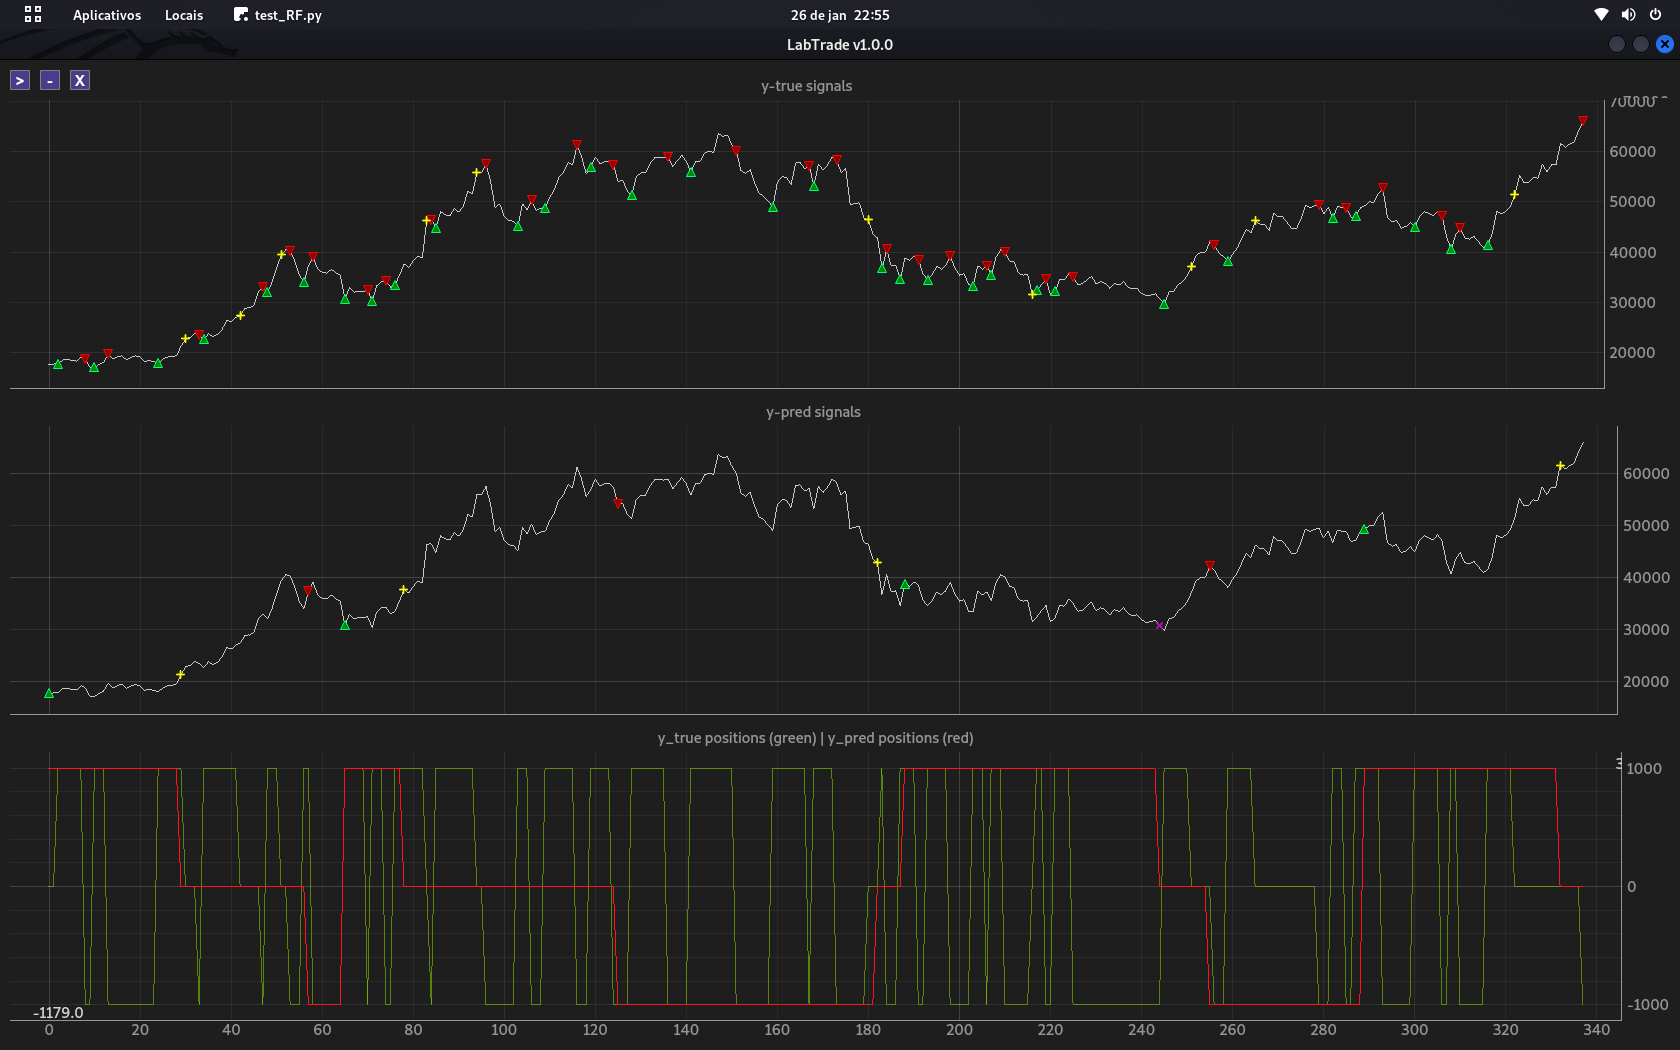 Aplicativos Locais test_RF.py 26 de jan 22:55
LabTrade v1.0.0
> - X
y-true signals
70000
60000
50000
40000
30000
20000
y-pred signals
60000
50000
40000
30000
20000
y_true positions (green) | y_pred positions (red)
1000
0
-1000
-1179.0
0 20 40 60 80 100 120 140 160 180 200 220 240 260 280 300 320 340